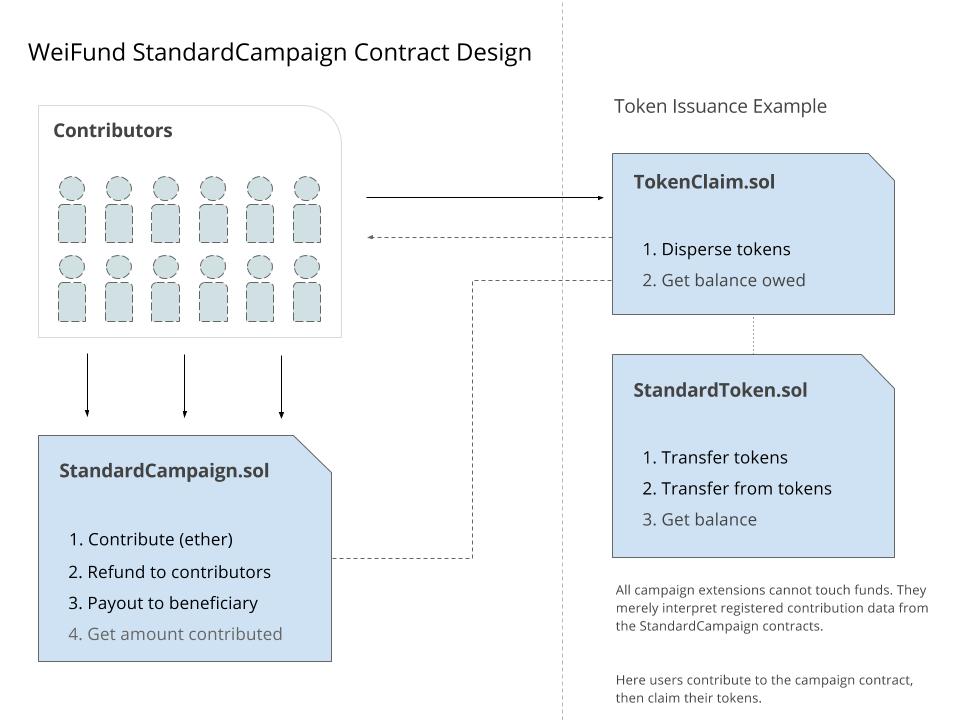 WeiFund StandardCampaign Contract Design
Contributors
StandardCampaign.sol
1. Contribute (ether)
2. Refund to contributors
3. Payout to beneficiary
4. Get amount contributed
Token Issuance Example
TokenClaim.sol
1. Disperse tokens
2. Get balance owed
StandardToken.sol
1. Transfer tokens
2. Transfer from tokens
3. Get balance
All campaign extensions cannot touch funds. They
merely interpret registered contribution data from
the StandardCampaign contracts.
Here users contribute to the campaign contract,
then claim their tokens.